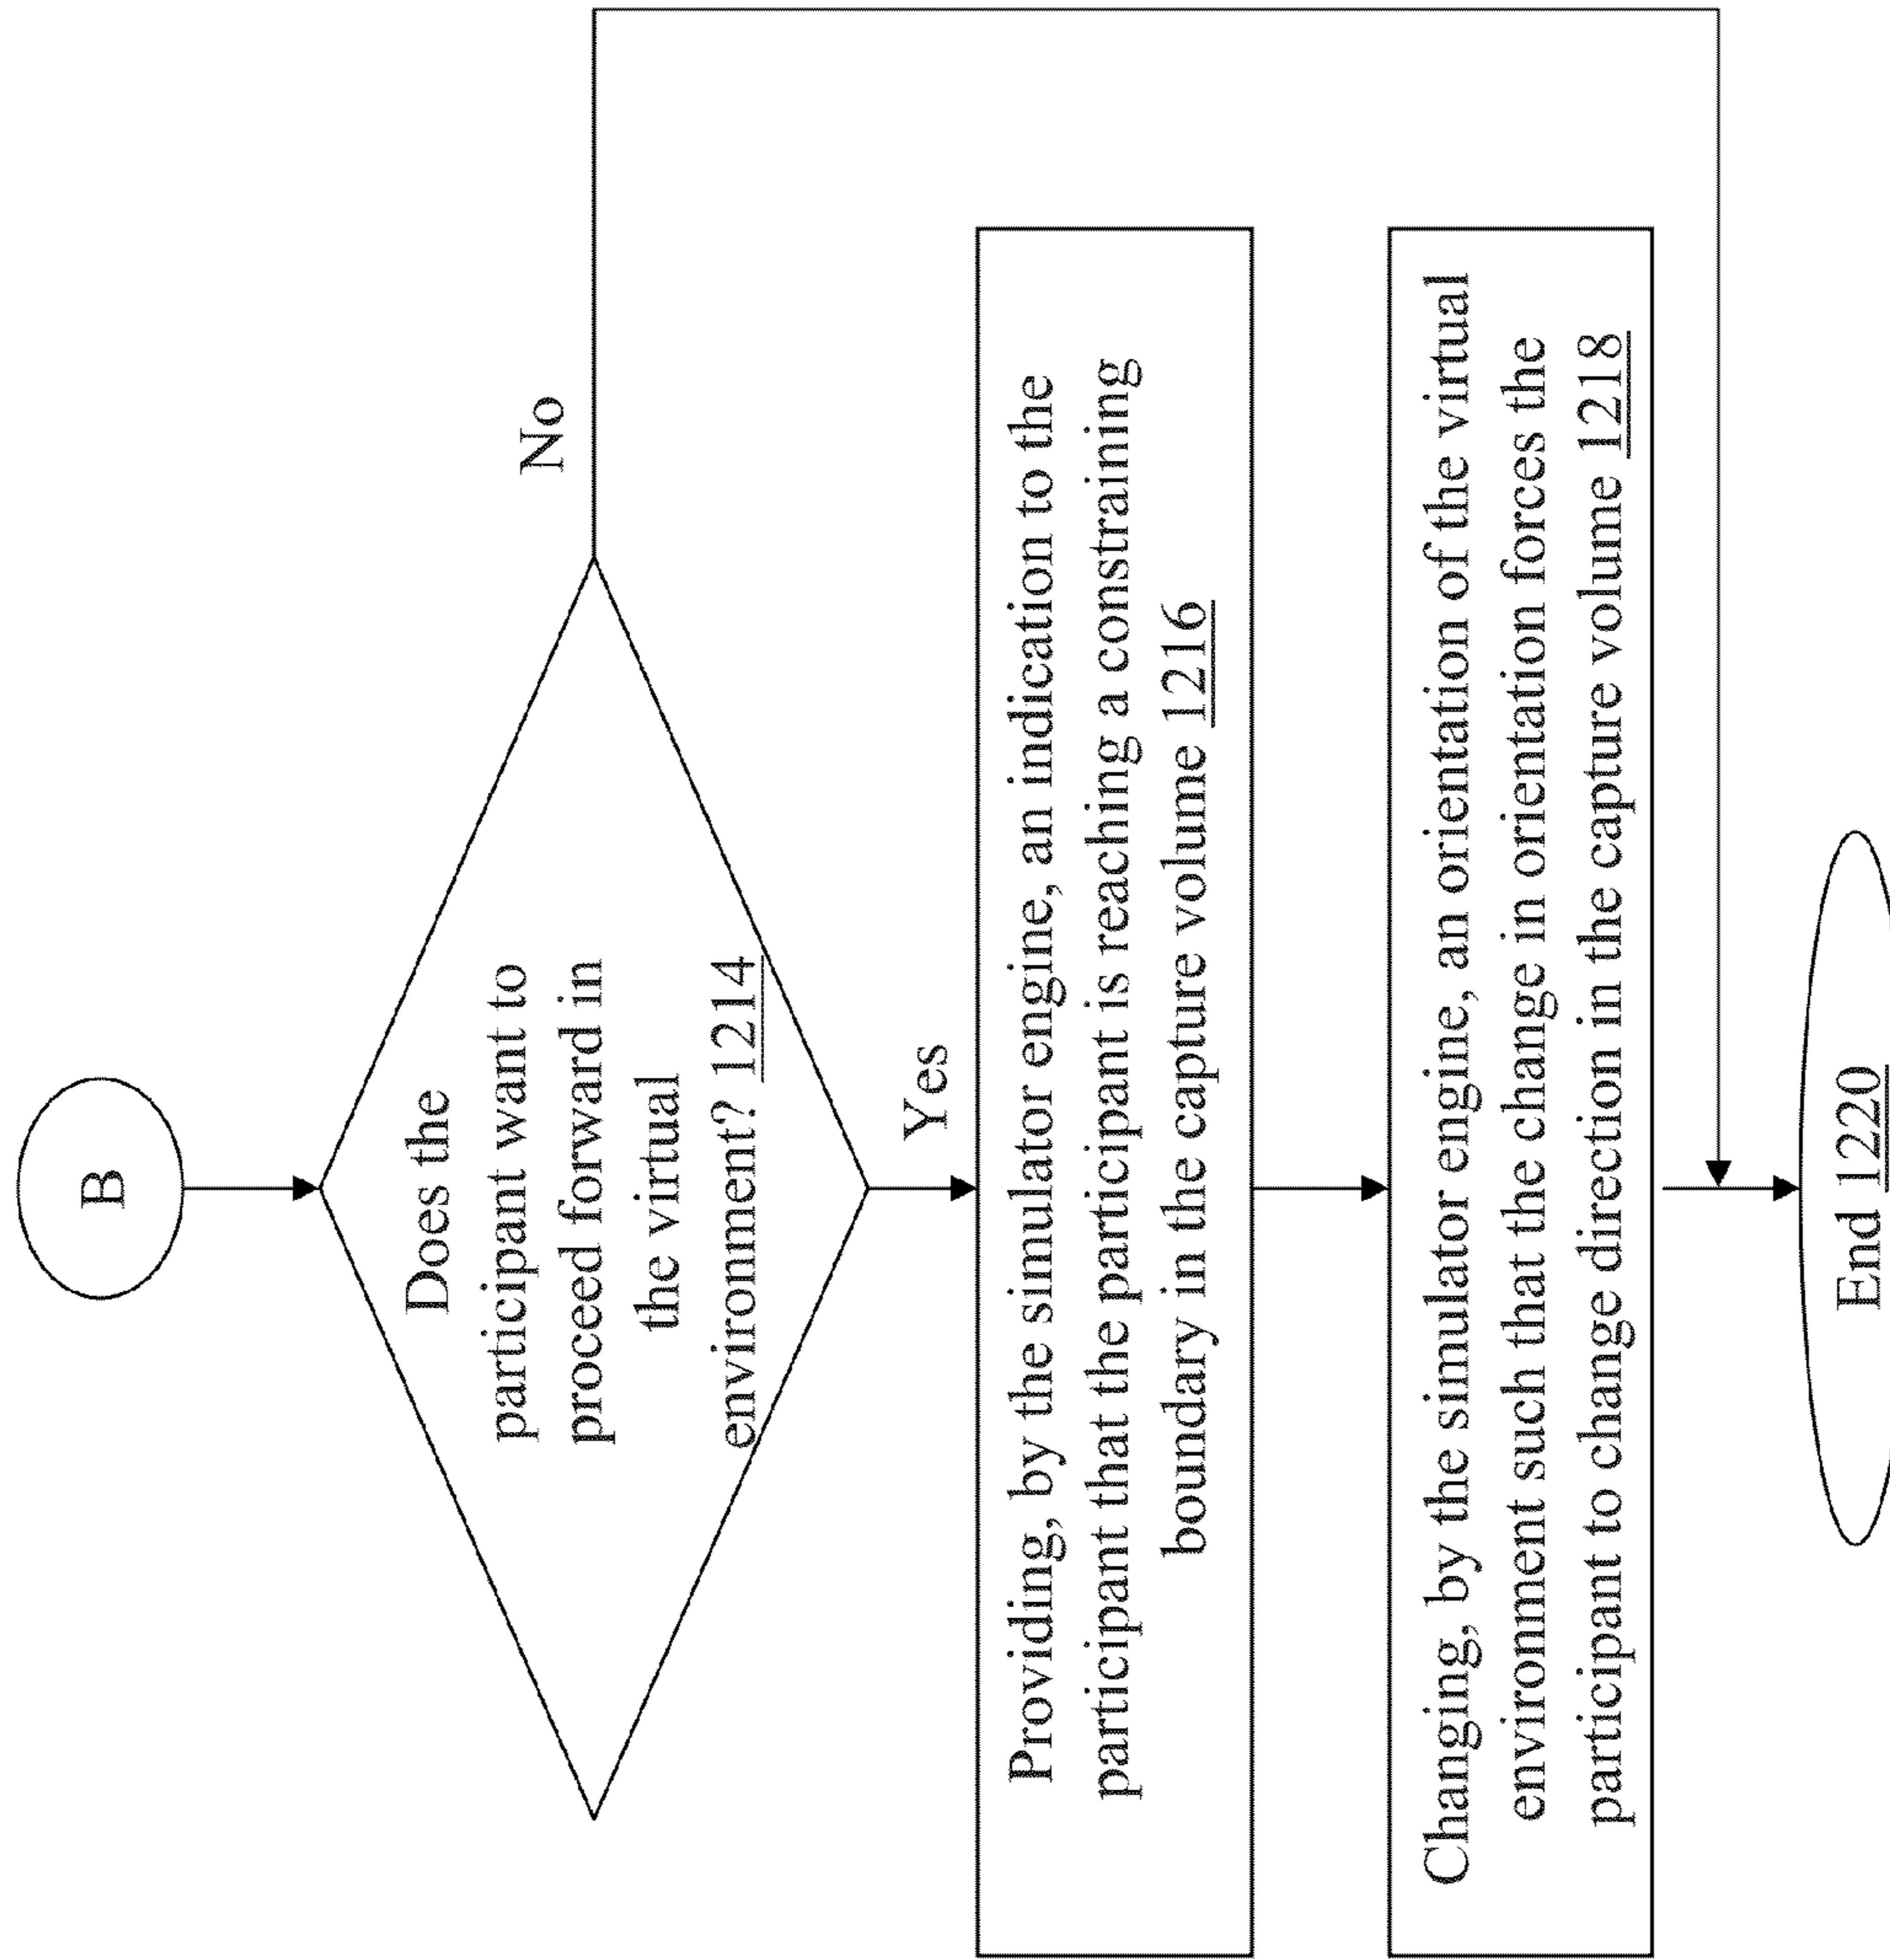 B
Does the
participant want to
proceed forward in
the virtual
environment? 1214
No
Yes
Providing, by the simulator engine, an indication to the
participant that the participant is reaching a constraining
boundary in the capture volume 1216
Changing, by the simulator engine, an orientation of the virtual
environment such that the change in orientation forces the
participant to change direction in the capture volume 1218
End 1220